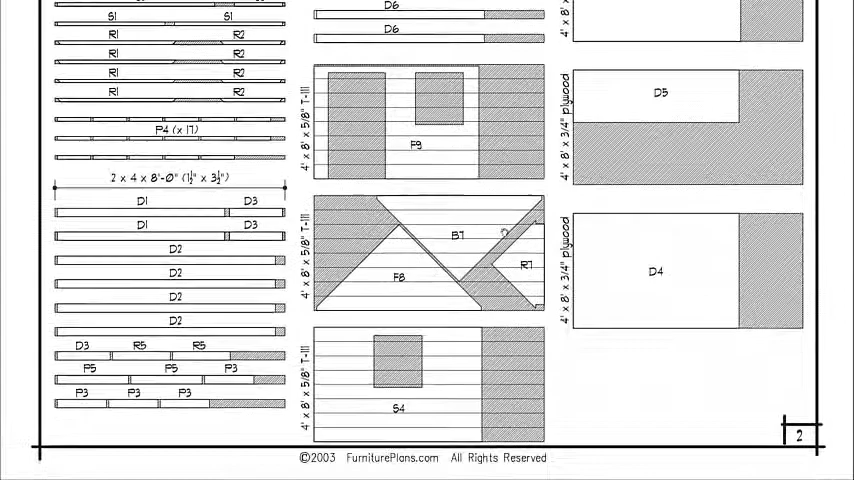 S1 S1
R1 R2
R1 R2
R1 R2
R1 R2
P4 (x 17)
2 x 4 x 8'-0" (1½" x 3½")
D1 D3
D1 D3
D2
D2
D2
D2
D3 R5 R5
P5 P5 P3
P3 P3 P3
D6
D6
4' x 8' x 5/8" T-111
F9
4' x 8' x 5/8" T-111
B7
F8
R7
4' x 8' x 5/8" T-111
S4
4' x 8' x 3/4" plywood
D5
4' x 8' x 3/4" plywood
D4
2
©2003 FurniturePlans.com All Rights Reserved